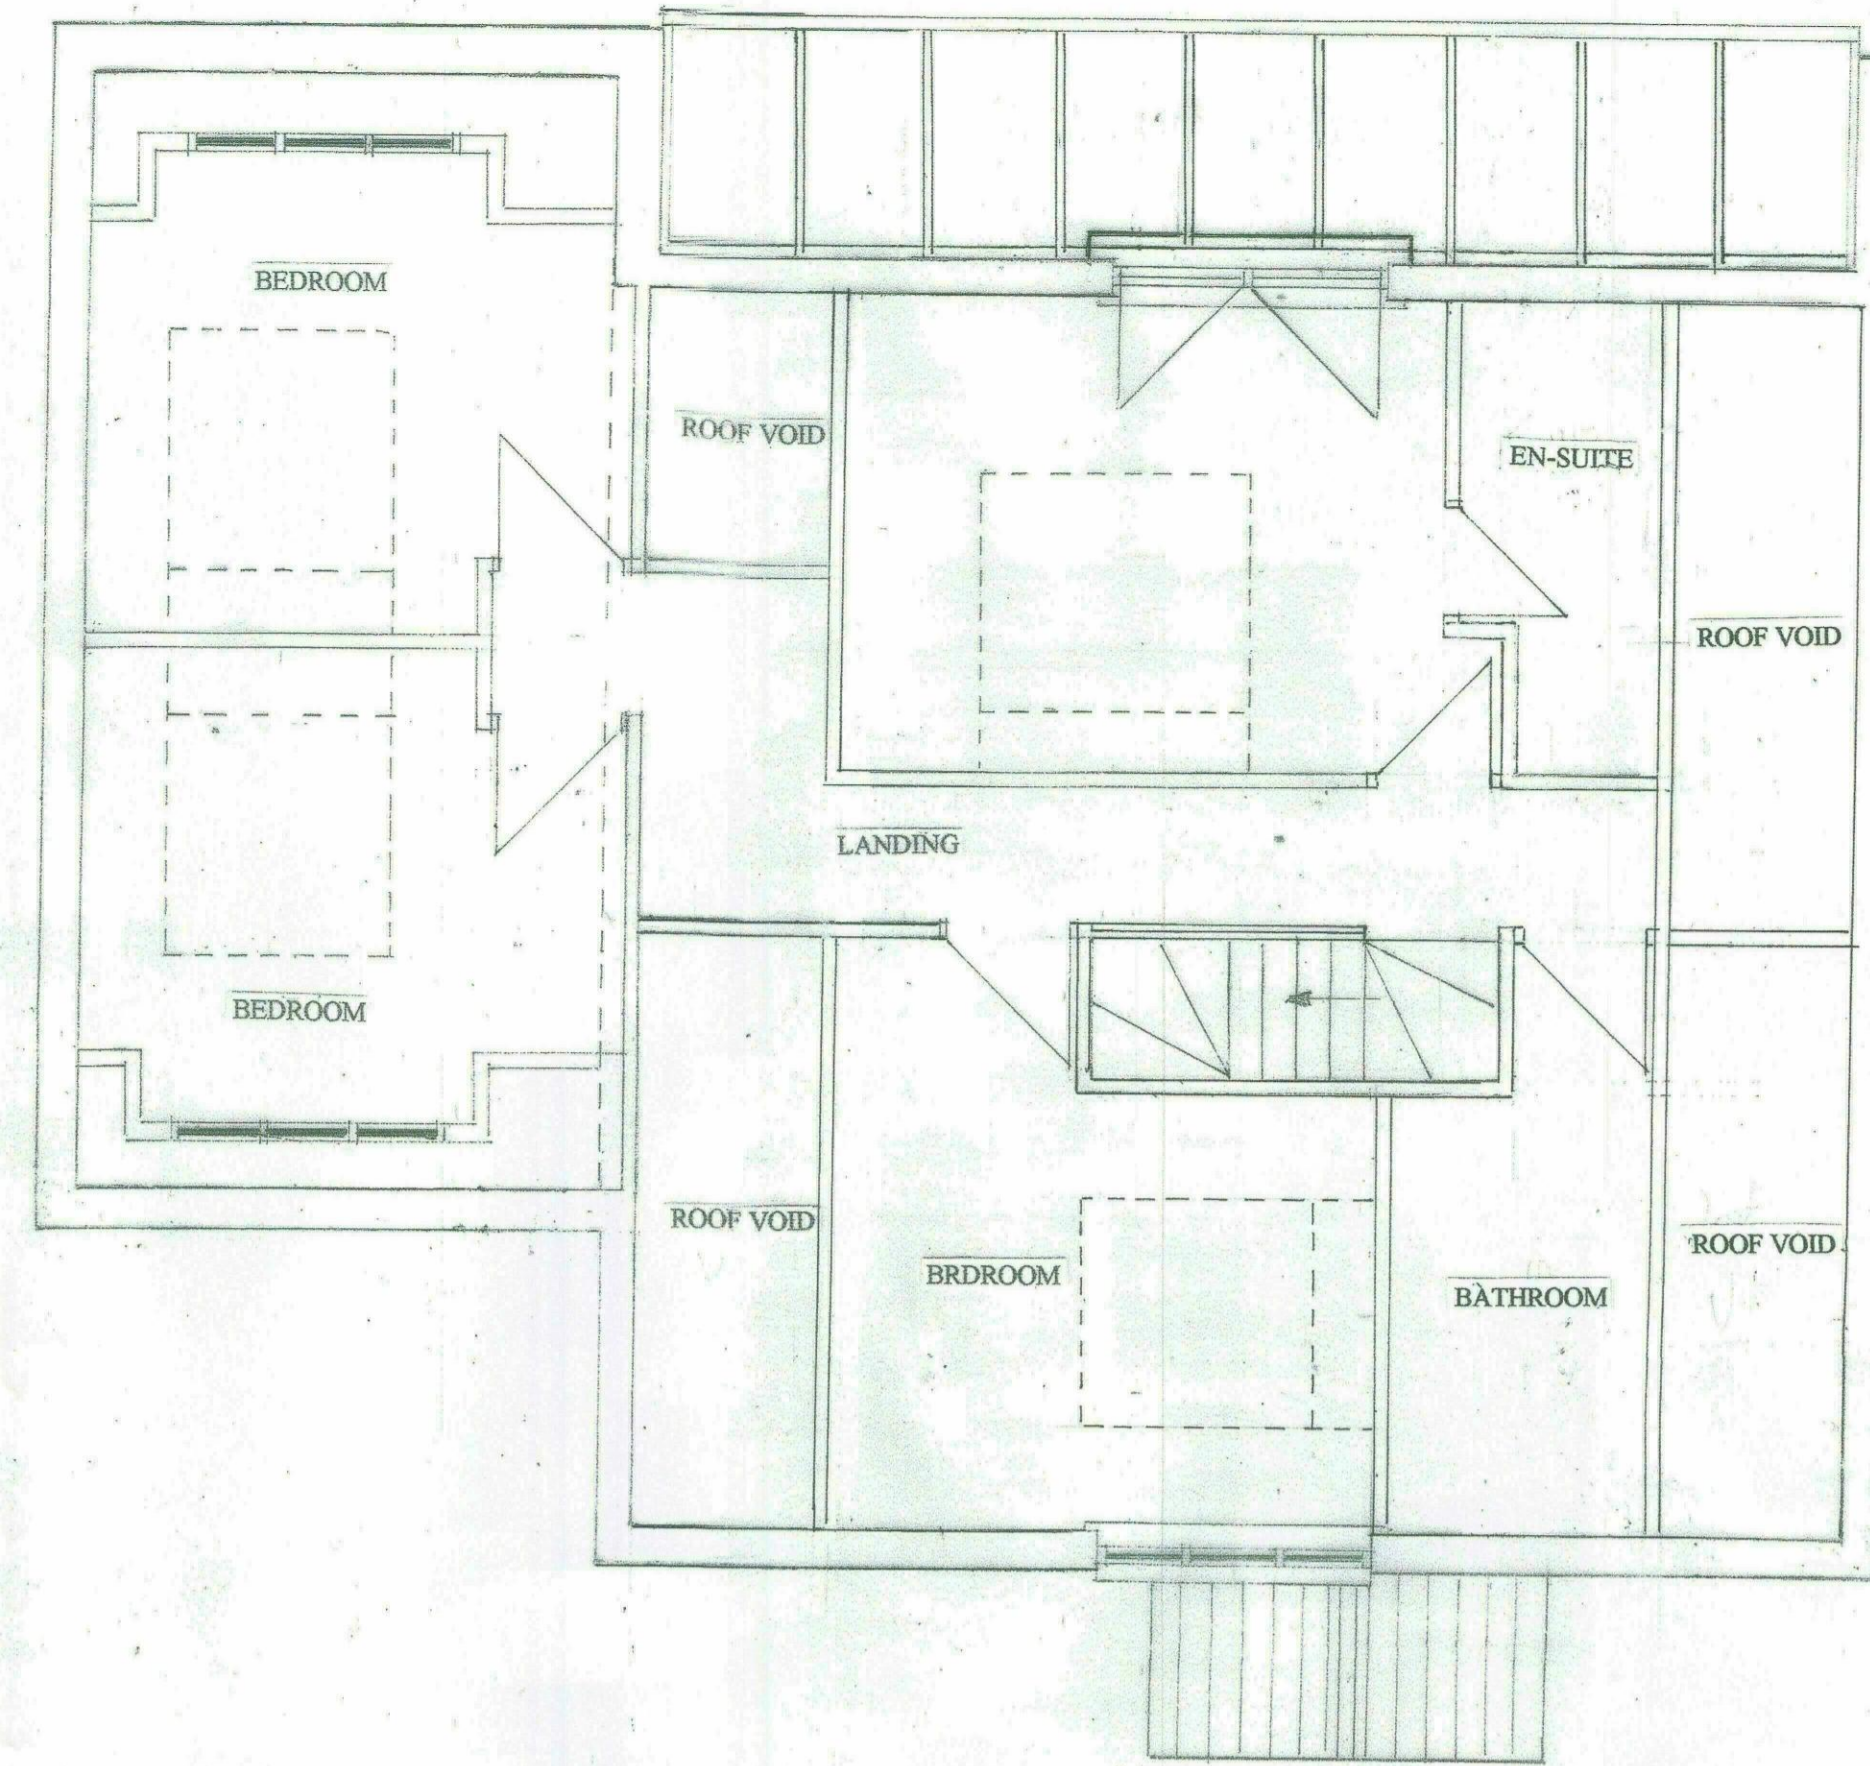 BEDROOM
ROOF VOID
EN-SUITE
ROOF VOID
LANDING
BEDROOM
ROOF VOID
BRDROOM
BATHROOM
ROOF VOID